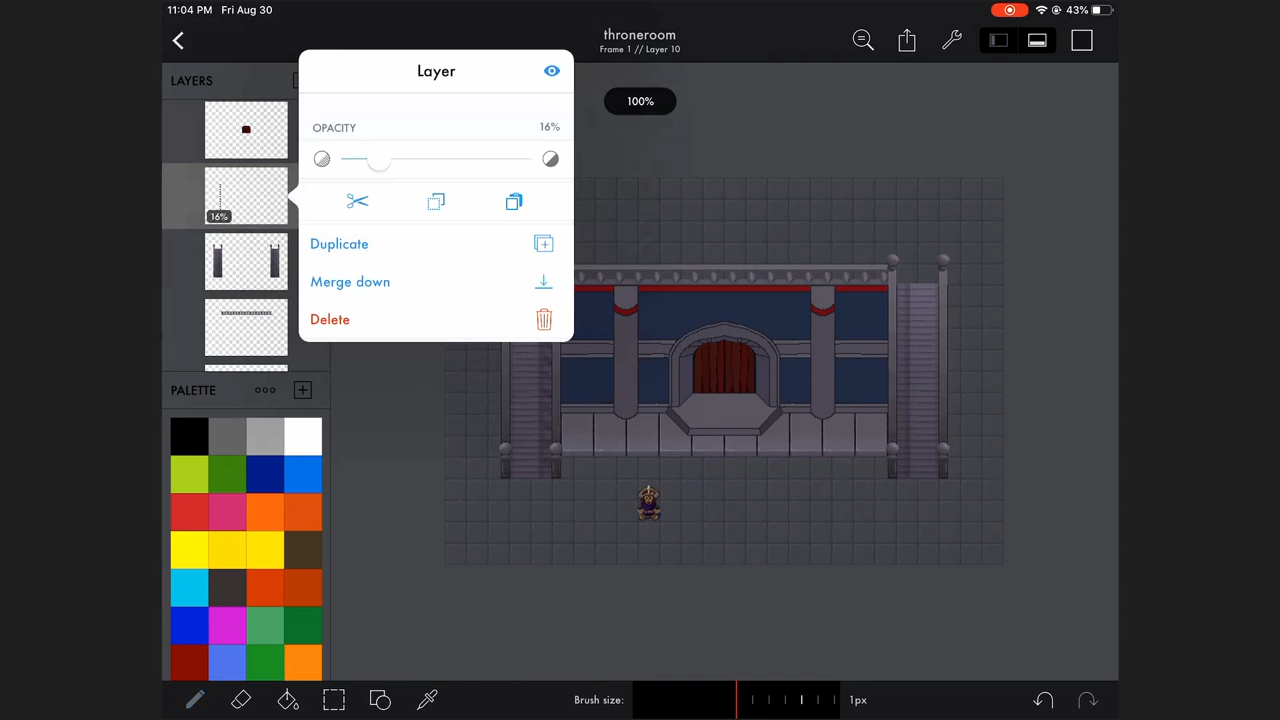 11:04 PM Fri Aug 30
43%
throneroom
Frame 1 // Layer 10
LAYERS
Layer
100%
OPACITY
16%
16%
Duplicate
Merge down
Delete
PALETTE
Brush size:
1px